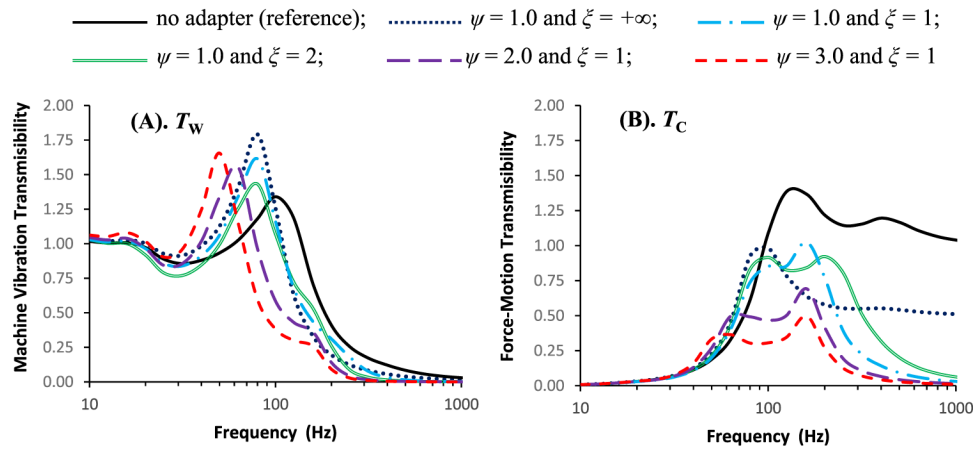 no adapter (reference); ψ = 1.0 and ξ = +∞; ψ = 1.0 and ξ = 1;
ψ = 1.0 and ξ = 2; ψ = 2.0 and ξ = 1; ψ = 3.0 and ξ = 1
(A). TW
Machine Vibration Transmisibility
2.00
1.75
1.50
1.25
1.00
0.75
0.50
0.25
0.00
10 100 1000
Frequency (Hz)
(B). TC
Force-Motion Transmisibility
2.00
1.75
1.50
1.25
1.00
0.75
0.50
0.25
0.00
10 100 1000
Frequency (Hz)